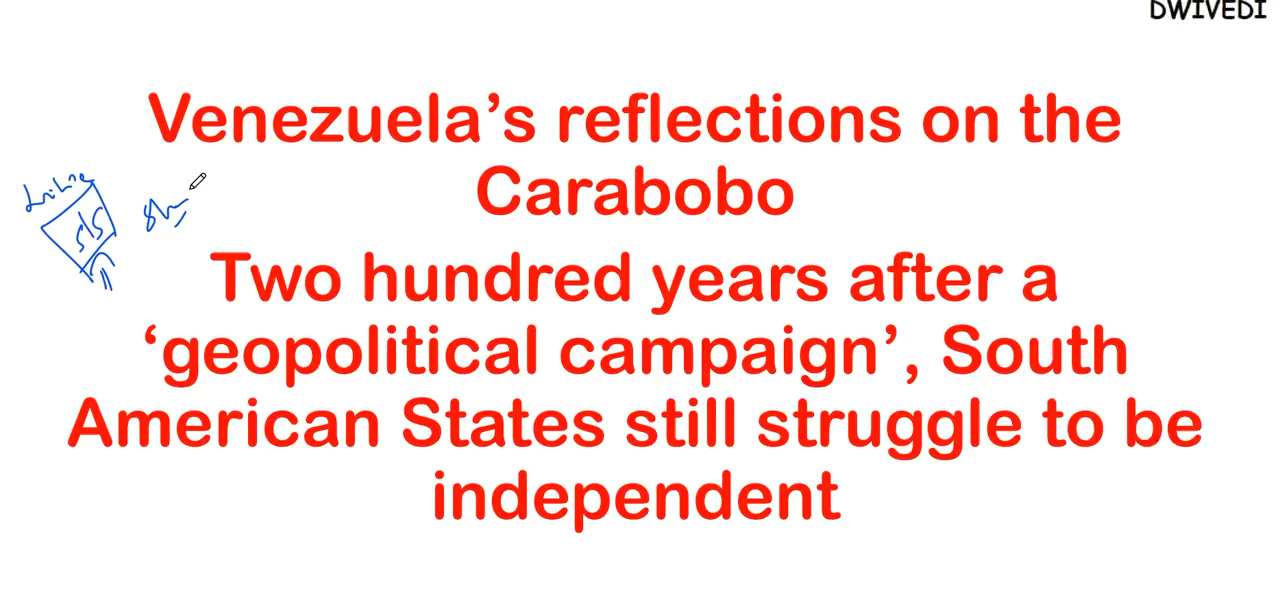 DWIVEDI
Venezuela’s reflections on the
Carabobo
Two hundred years after a
‘geopolitical campaign’, South
American States still struggle to be
independent